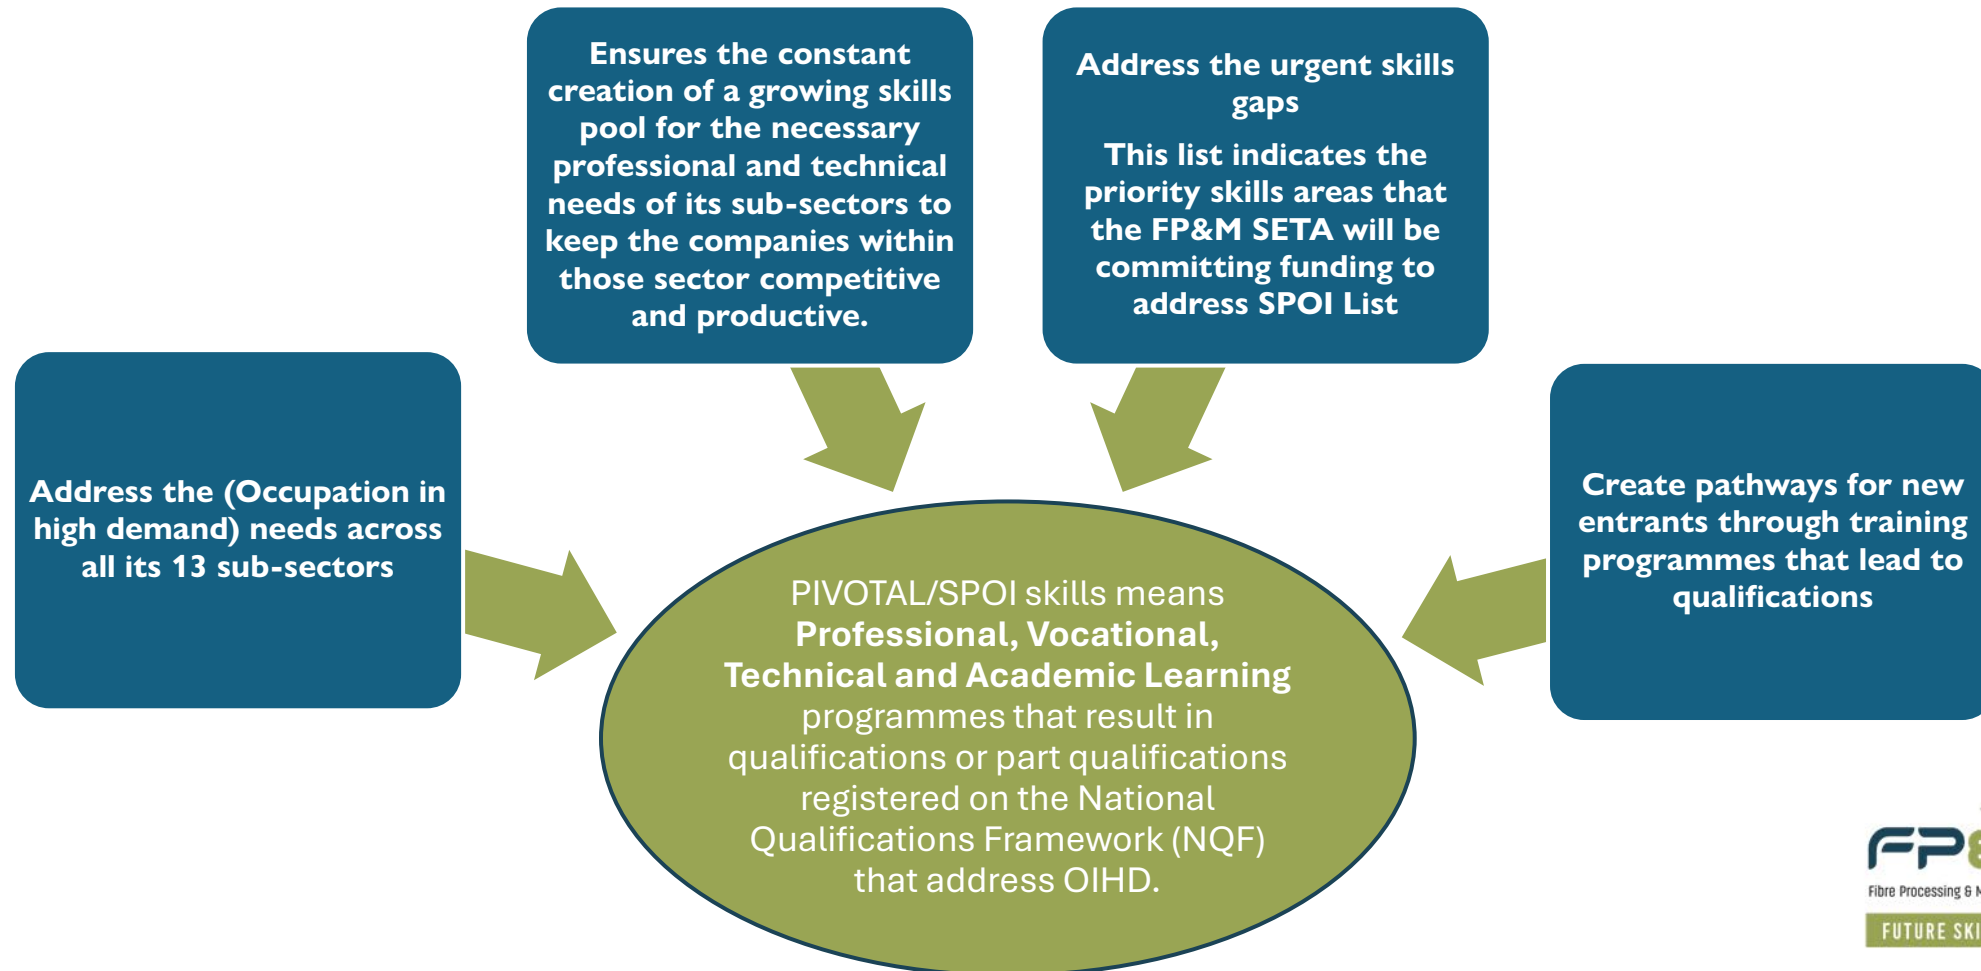 Ensures the constant
creation of a growing skills
pool for the necessary
professional and technical
needs of its sub-sectors to
keep the companies within
those sector competitive
and productive.
Address the urgent skills
gaps
This list indicates the
priority skills areas that
the FP&M SETA will be
committing funding to
address SPOI List
Address the (Occupation in
high demand) needs across
all its 13 sub-sectors
Create pathways for new
entrants through training
programmes that lead to
qualifications
PIVOTAL/SPOI skills means
Professional, Vocational,
Technical and Academic Learning
programmes that result in
qualifications or part qualifications
registered on the National
Qualifications Framework (NQF)
that address OIHD.
FP&
Fibre Processing & M
FUTURE SKI